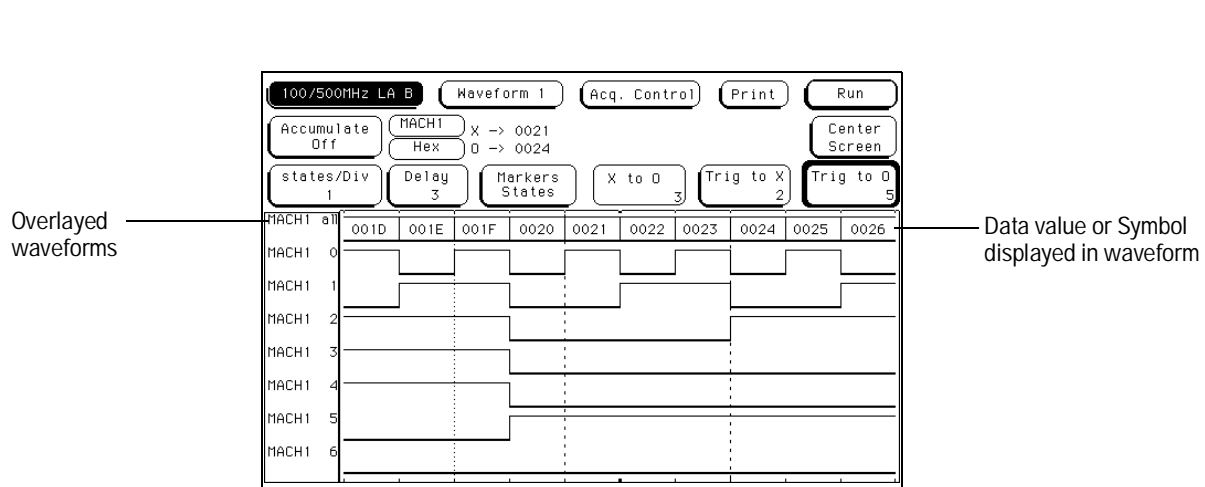 100/500MHz LA B Waveform 1 Acq. Control Print Run
Accumulate
Off
MACH1 X -> 0021
Hex O -> 0024
Center
Screen
states/Div
1
Delay
3
Markers
States
X to O
3
Trig to X
2
Trig to O
5
Overlayed
waveforms
MACH1 all 001D 001E 001F 0020 0021 0022 0023 0024 0025 0026
MACH1 0
MACH1 1
MACH1 2
MACH1 3
MACH1 4
MACH1 5
MACH1 6
Data value or Symbol
displayed in waveform